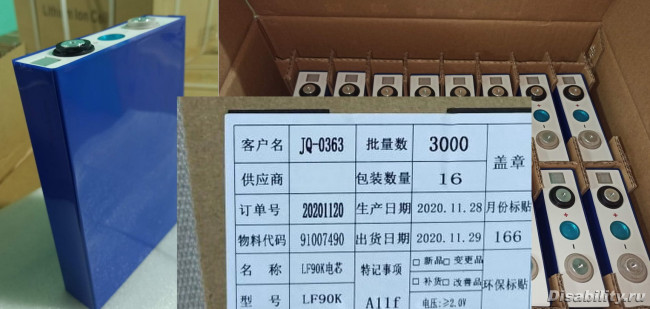 Lithium Ion Cell
客户名 JQ-0363 批量数 3000 盖章
供应商 包装数量 16
订单号 20201120 生产日期 2020.11.28 月份标贴
物料代码 91007490 出货日期 2020.11.29 166
名 称 LF90K电芯 特记事项 □新品 □变更品 环保标贴
□补货 □改善品
型 号 LF90K A11f 电压:≥2.0V
Disability.ru